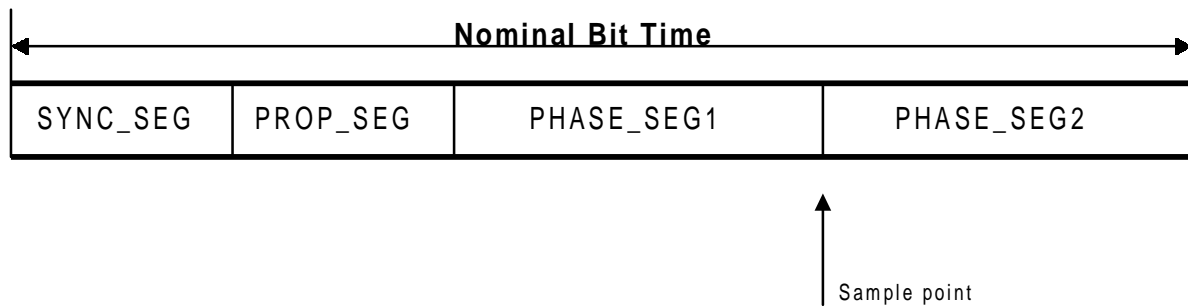 Nominal Bit Time
SYNC_SEG PROP_SEG PHASE_SEG1 PHASE_SEG2
Sample point